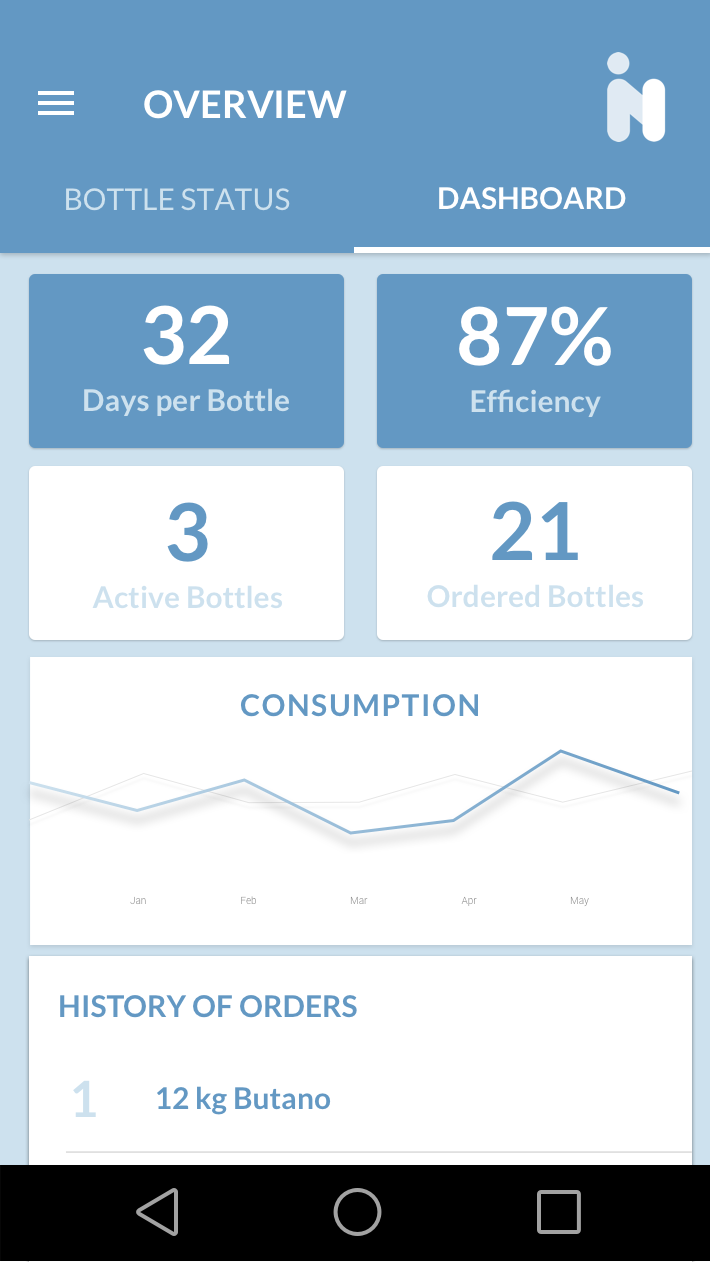 OVERVIEW
BOTTLE STATUS
DASHBOARD
32
Days per Bottle
87%
Efficiency
3
Active Bottles
21
Ordered Bottles
CONSUMPTION
Jan Feb Mar Apr May
HISTORY OF ORDERS
1 12 kg Butano